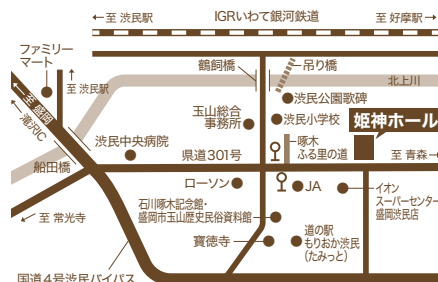 ←至 渋民駅
IGRいわて銀河鉄道
至 好摩駅→
ファミリー
マート
至 渋民駅
鶴飼橋
吊り橋
北上川
←至 盛岡
滝沢IC
渋民公園歌碑
玉山総合
事務所
渋民小学校
姫神ホール
渋民中央病院
県道301号
啄木
ふる里の道
至 青森→
船田橋
ローソン
JA
イオン
スーパーセンター
盛岡渋民店
石川啄木記念館・
盛岡市玉山歴史民俗資料館
←至 常光寺
寶徳寺
道の駅
もりおか渋民
(たみっと)
国道4号渋民バイパス